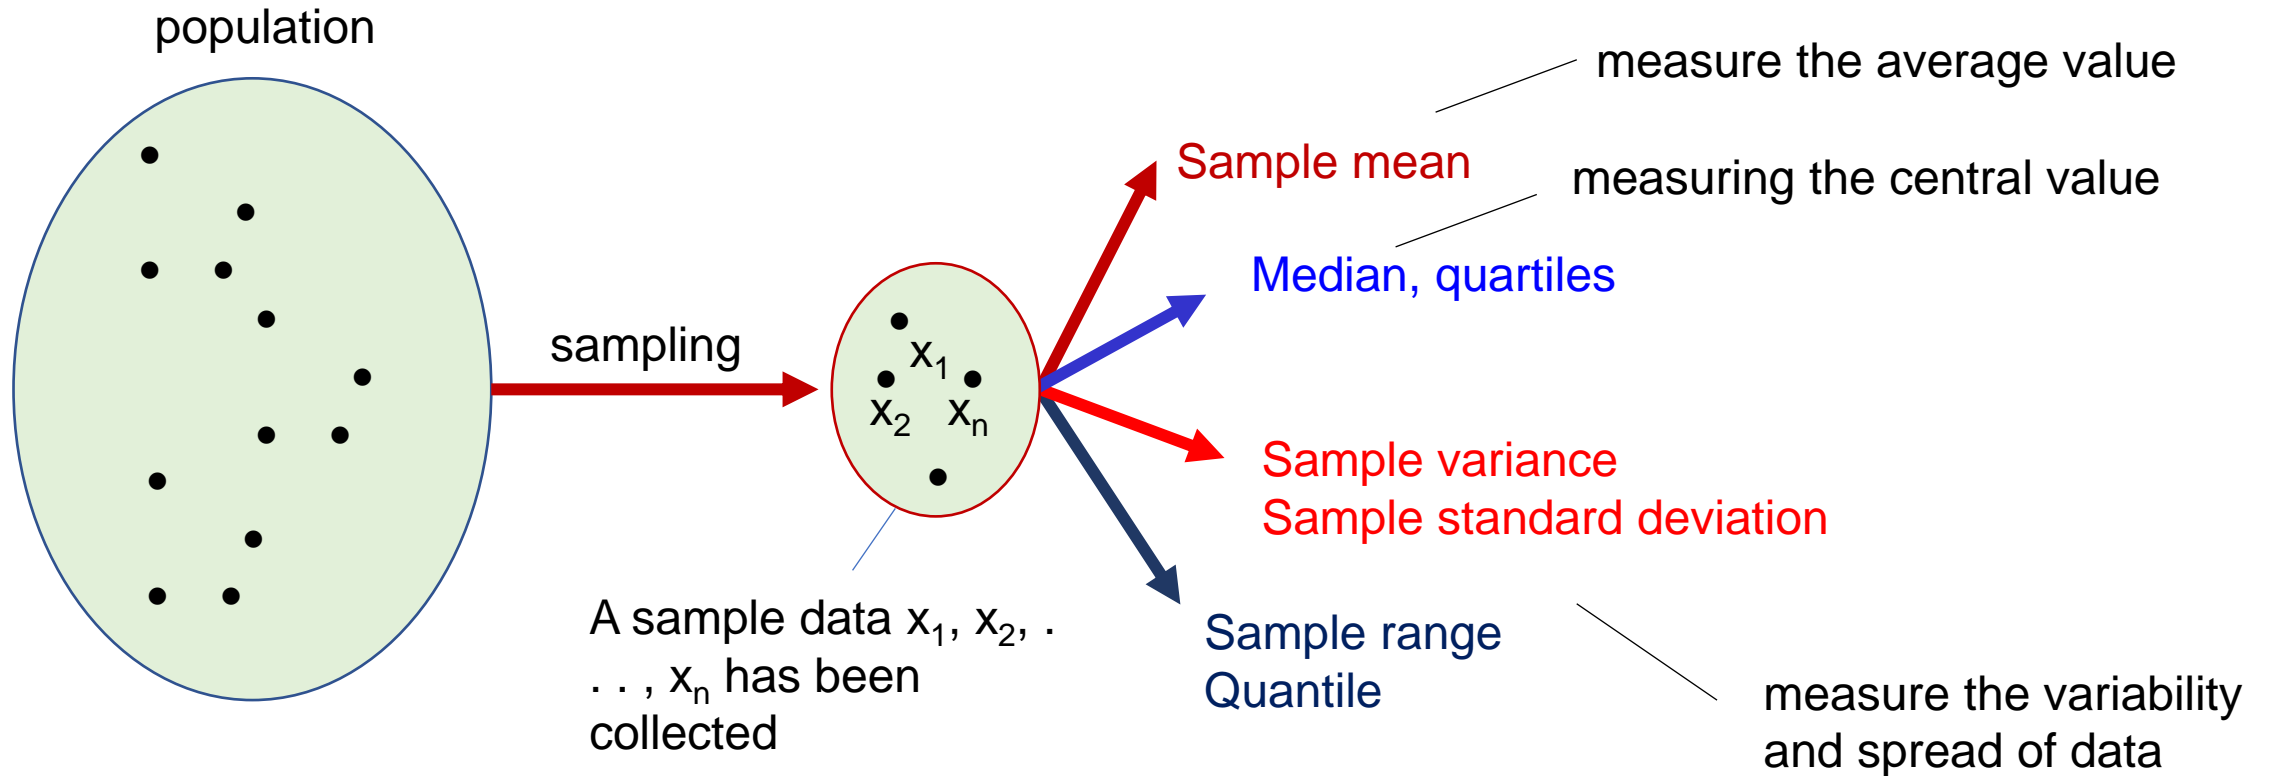 population
measure the average value
Sample mean
measuring the central value
Median, quartiles
sampling
x1
x2 xn
Sample variance
Sample standard deviation
A sample data x1, x2, .
. . , xn has been
collected
Sample range
Quantile
measure the variability
and spread of data